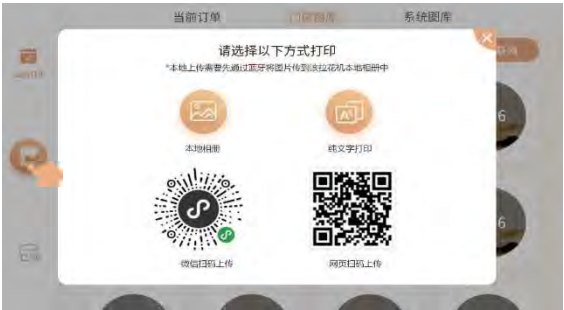 当前订单
门店图库
系统图库
请选择以下方式打印
*本地上传需要先通过蓝牙将图片传到该拉花机本地相册中
本地相册
纯文字打印
微信扫码上传
网页扫码上传
6
6